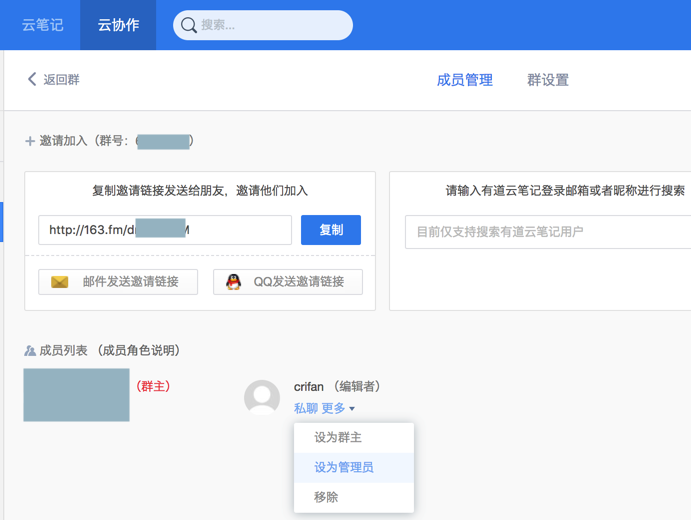 云笔记
云协作
搜索...
返回群
成员管理
群设置
邀请加入（群号：
）
复制邀请链接发送给朋友，邀请他们加入
请输入有道云笔记登录邮箱或者昵称进行搜索
http://163.fm/d
复制
目前仅支持搜索有道云笔记用户
邮件发送邀请链接
QQ发送邀请链接
成员列表 （成员角色说明）
（群主）
crifan （编辑者）
私聊 更多
设为群主
设为管理员
移除